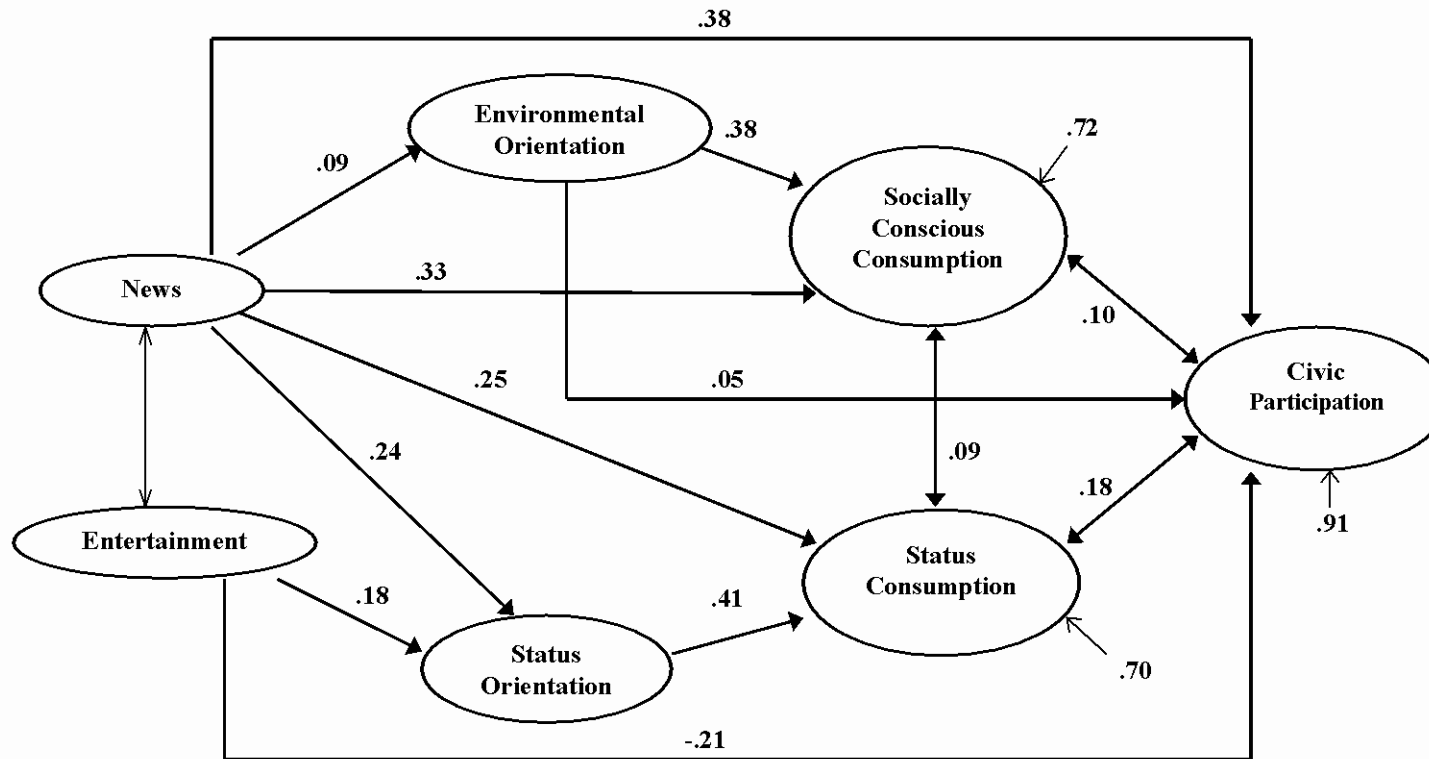 .38
Environmental
Orientation
.38
.72
.09
Socially
Conscious
Consumption
News
.33
.10
.25
.05
Civic
Participation
.24
.09
.18
.91
Entertainment
Status
Consumption
.18
.41
Status
Orientation
.70
-.21